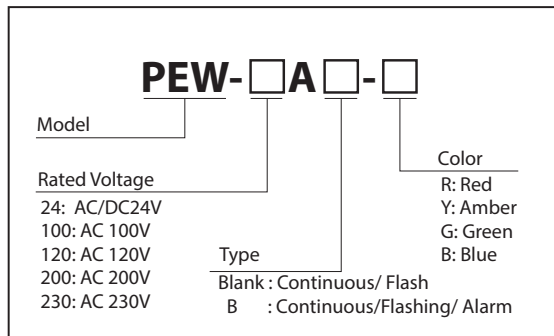 PEW-□A□-□
Model
Rated Voltage
24: AC/DC24V
100: AC 100V
120: AC 120V
200: AC 200V
230: AC 230V
Type
Blank : Continuous/ Flash
B : Continuous/Flashing/ Alarm
Color
R: Red
Y: Amber
G: Green
B: Blue